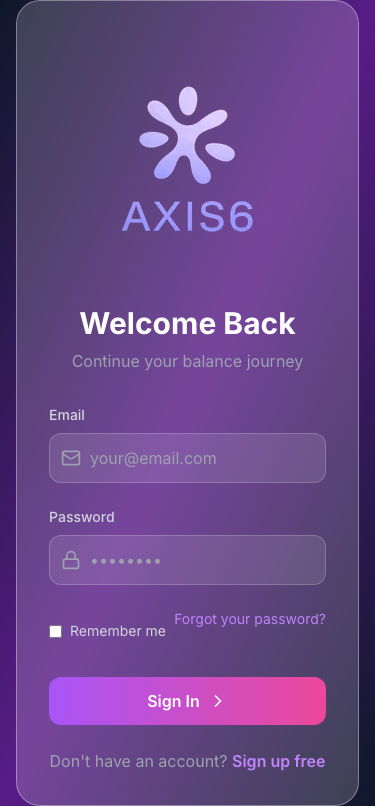 AXIS6
Welcome Back
Continue your balance journey
Email
your@email.com
Password
••••••••
Forgot your password?
Remember me
Sign In
Don't have an account? Sign up free